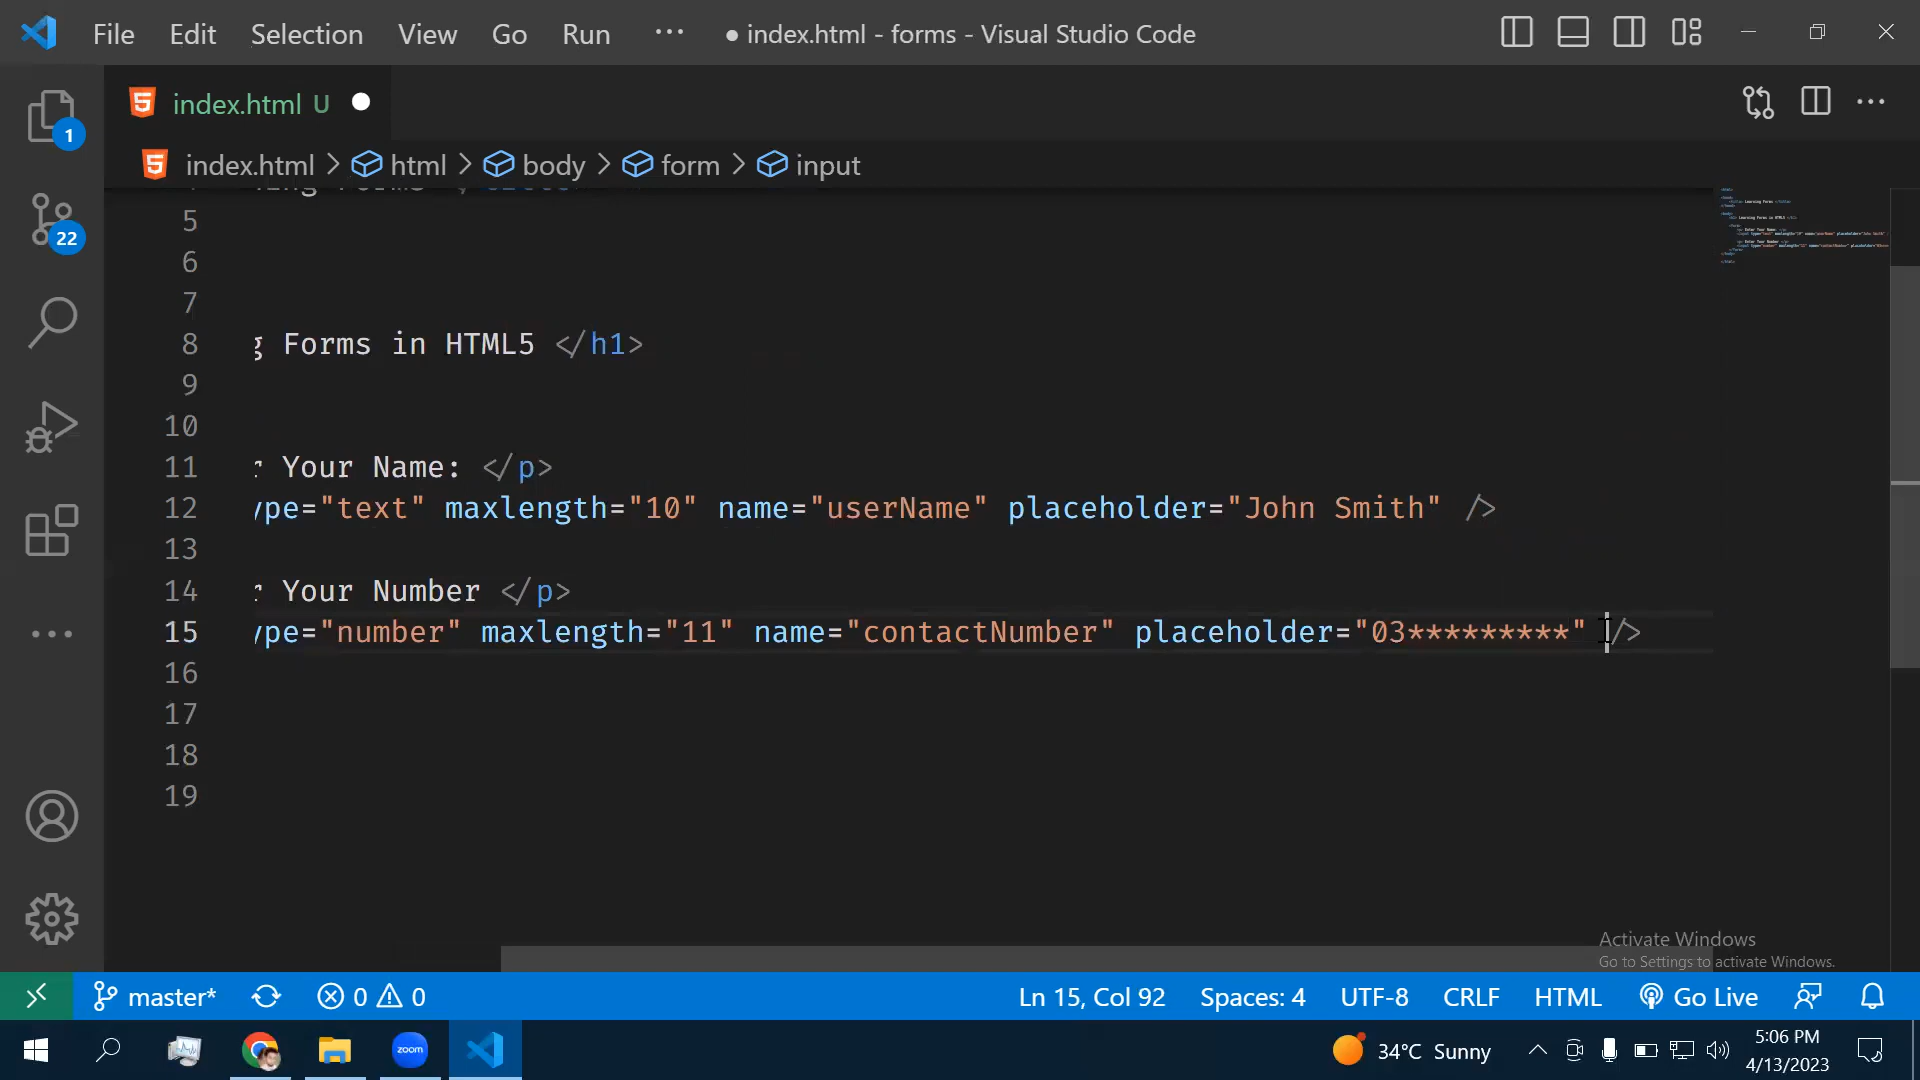 File Edit Selection View Go Run ··· ● index.html - forms - Visual Studio Code
index.html U
index.html > html > body > form > input
5
6
7
8 g Forms in HTML5 </h1>
9
10
11 r Your Name: </p>
12 ype="text" maxlength="10" name="userName" placeholder="John Smith" />
13
14 r Your Number </p>
15 ype="number" maxlength="11" name="contactNumber" placeholder="03*********" />
16
17
18
19
1
22
Activate Windows
Go to Settings to activate Windows.
master* 0 0 Ln 15, Col 92 Spaces: 4 UTF-8 CRLF HTML Go Live
zoom
34°C Sunny
5:06 PM
4/13/2023